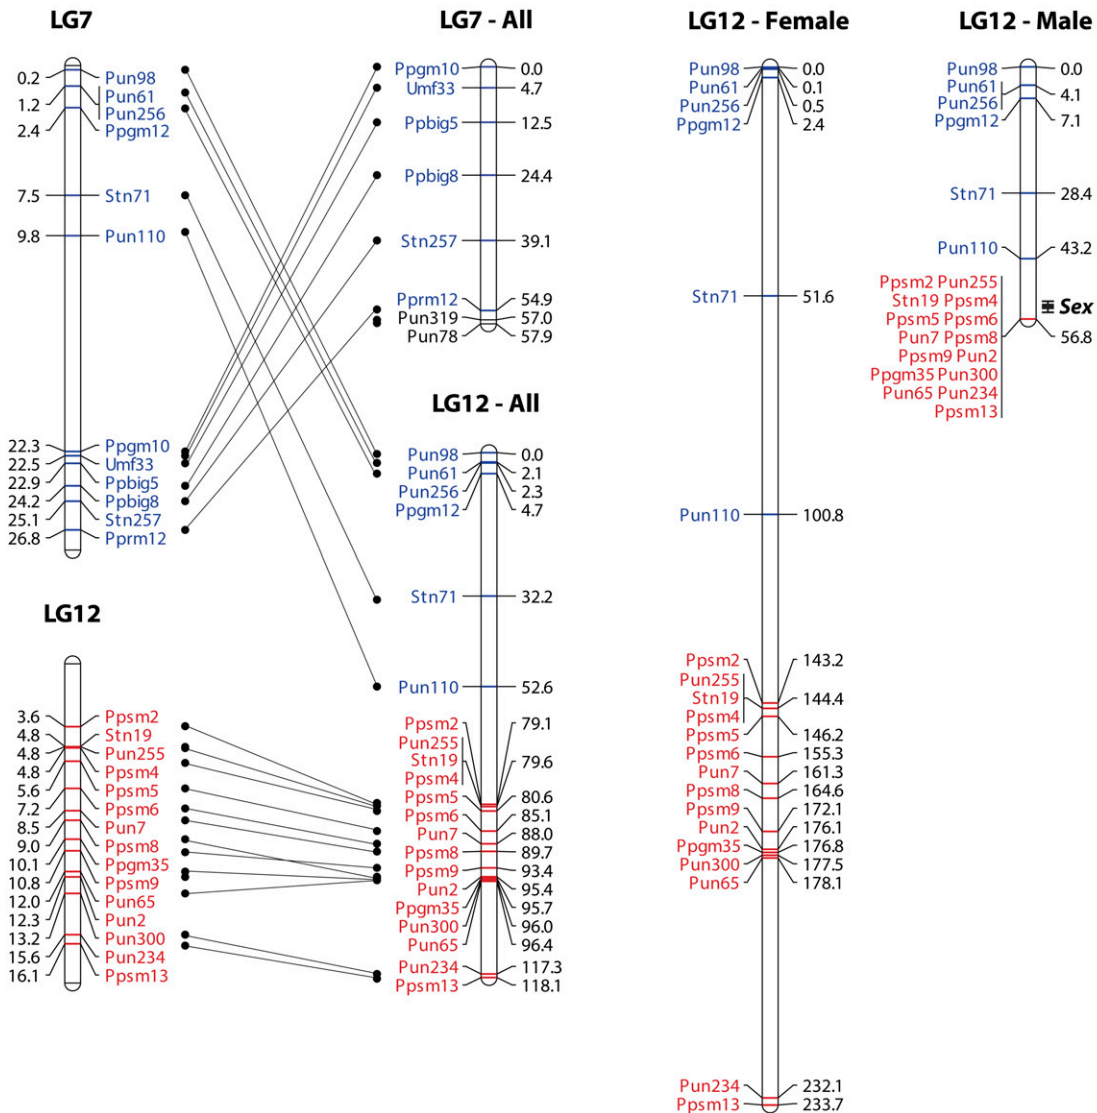 LG7
0.2 Pun98
1.2 Pun61
Pun256
2.4 Ppgm12
7.5 Stn71
9.8 Pun110
22.3 Ppgm10
22.5 Umf33
22.9 Ppbig5
24.2 Ppbig8
25.1 Stn257
26.8 Pprm12
LG12
3.6 Ppsm2
4.8 Stn19
4.8 Pun255
4.8 Ppsm4
5.6 Ppsm5
7.2 Ppsm6
8.5 Pun7
9.0 Ppsm8
10.1 Ppgm35
10.8 Ppsm9
12.0 Pun65
12.3 Pun2
13.2 Pun300
15.6 Pun234
16.1 Ppsm13
LG7 - All
Ppgm10 0.0
Umf33 4.7
Ppbig5 12.5
Ppbig8 24.4
Stn257 39.1
Pprm12 54.9
Pun319 57.0
Pun78 57.9
LG12 - All
Pun98 0.0
Pun61 2.1
Pun256 2.3
Ppgm12 4.7
Stn71 32.2
Pun110 52.6
Ppsm2 79.1
Pun255
Stn19 79.6
Ppsm4
Ppsm5 80.6
Ppsm6 85.1
Pun7 88.0
Ppsm8 89.7
Ppsm9 93.4
Pun2 95.4
Ppgm35 95.7
Pun300 96.0
Pun65 96.4
Pun234 117.3
Ppsm13 118.1
LG12 - Female
Pun98 0.0
Pun61 0.1
Pun256 0.5
Ppgm12 2.4
Stn71 51.6
Pun110 100.8
Ppsm2 143.2
Pun255
Stn19 144.4
Ppsm4
Ppsm5 146.2
Ppsm6 155.3
Pun7 161.3
Ppsm8 164.6
Ppsm9 172.1
Pun2 176.1
Ppgm35 176.8
Pun300 177.5
Pun65 178.1
Pun234 232.1
Ppsm13 233.7
LG12 - Male
Pun98 0.0
Pun61 4.1
Pun256
Ppgm12 7.1
Stn71 28.4
Pun110 43.2
Ppsm2 Pun255
Stn19 Ppsm4 Sex
Ppsm5 Ppsm6
Pun7 Ppsm8 56.8
Ppsm9 Pun2
Ppgm35 Pun300
Pun65 Pun234
Ppsm13